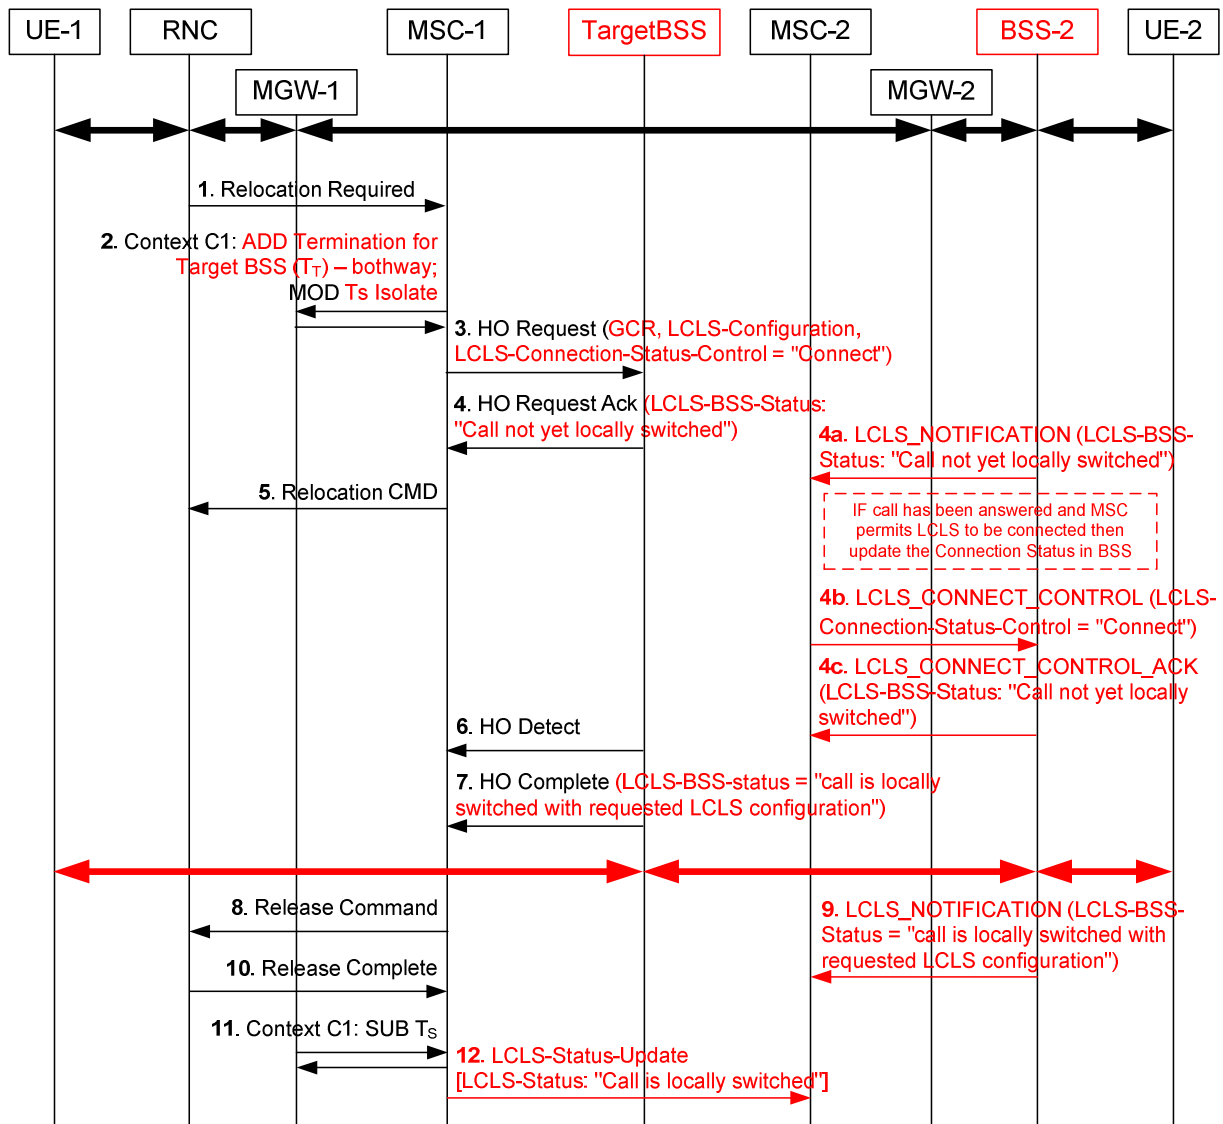 UE-1
RNC
MSC-1
TargetBSS
MSC-2
BSS-2
UE-2
MGW-1
MGW-2
1. Relocation Required
2. Context C1: ADD Termination for
Target BSS (TT) – bothway;
MOD Ts Isolate
3. HO Request (GCR, LCLS-Configuration,
LCLS-Connection-Status-Control = "Connect")
4. HO Request Ack (LCLS-BSS-Status:
"Call not yet locally switched")
4a. LCLS_NOTIFICATION (LCLS-BSS-
Status: "Call not yet locally switched")
5. Relocation CMD
IF call has been answered and MSC
permits LCLS to be connected then
update the Connection Status in BSS
4b. LCLS_CONNECT_CONTROL (LCLS-
Connection-Status-Control = "Connect")
4c. LCLS_CONNECT_CONTROL_ACK
(LCLS-BSS-Status: "Call not yet locally
switched")
6. HO Detect
7. HO Complete (LCLS-BSS-status = "call is locally
switched with requested LCLS configuration")
8. Release Command
9. LCLS_NOTIFICATION (LCLS-BSS-
Status = "call is locally switched with
requested LCLS configuration")
10. Release Complete
11. Context C1: SUB TS
12. LCLS-Status-Update
[LCLS-Status: "Call is locally switched"]